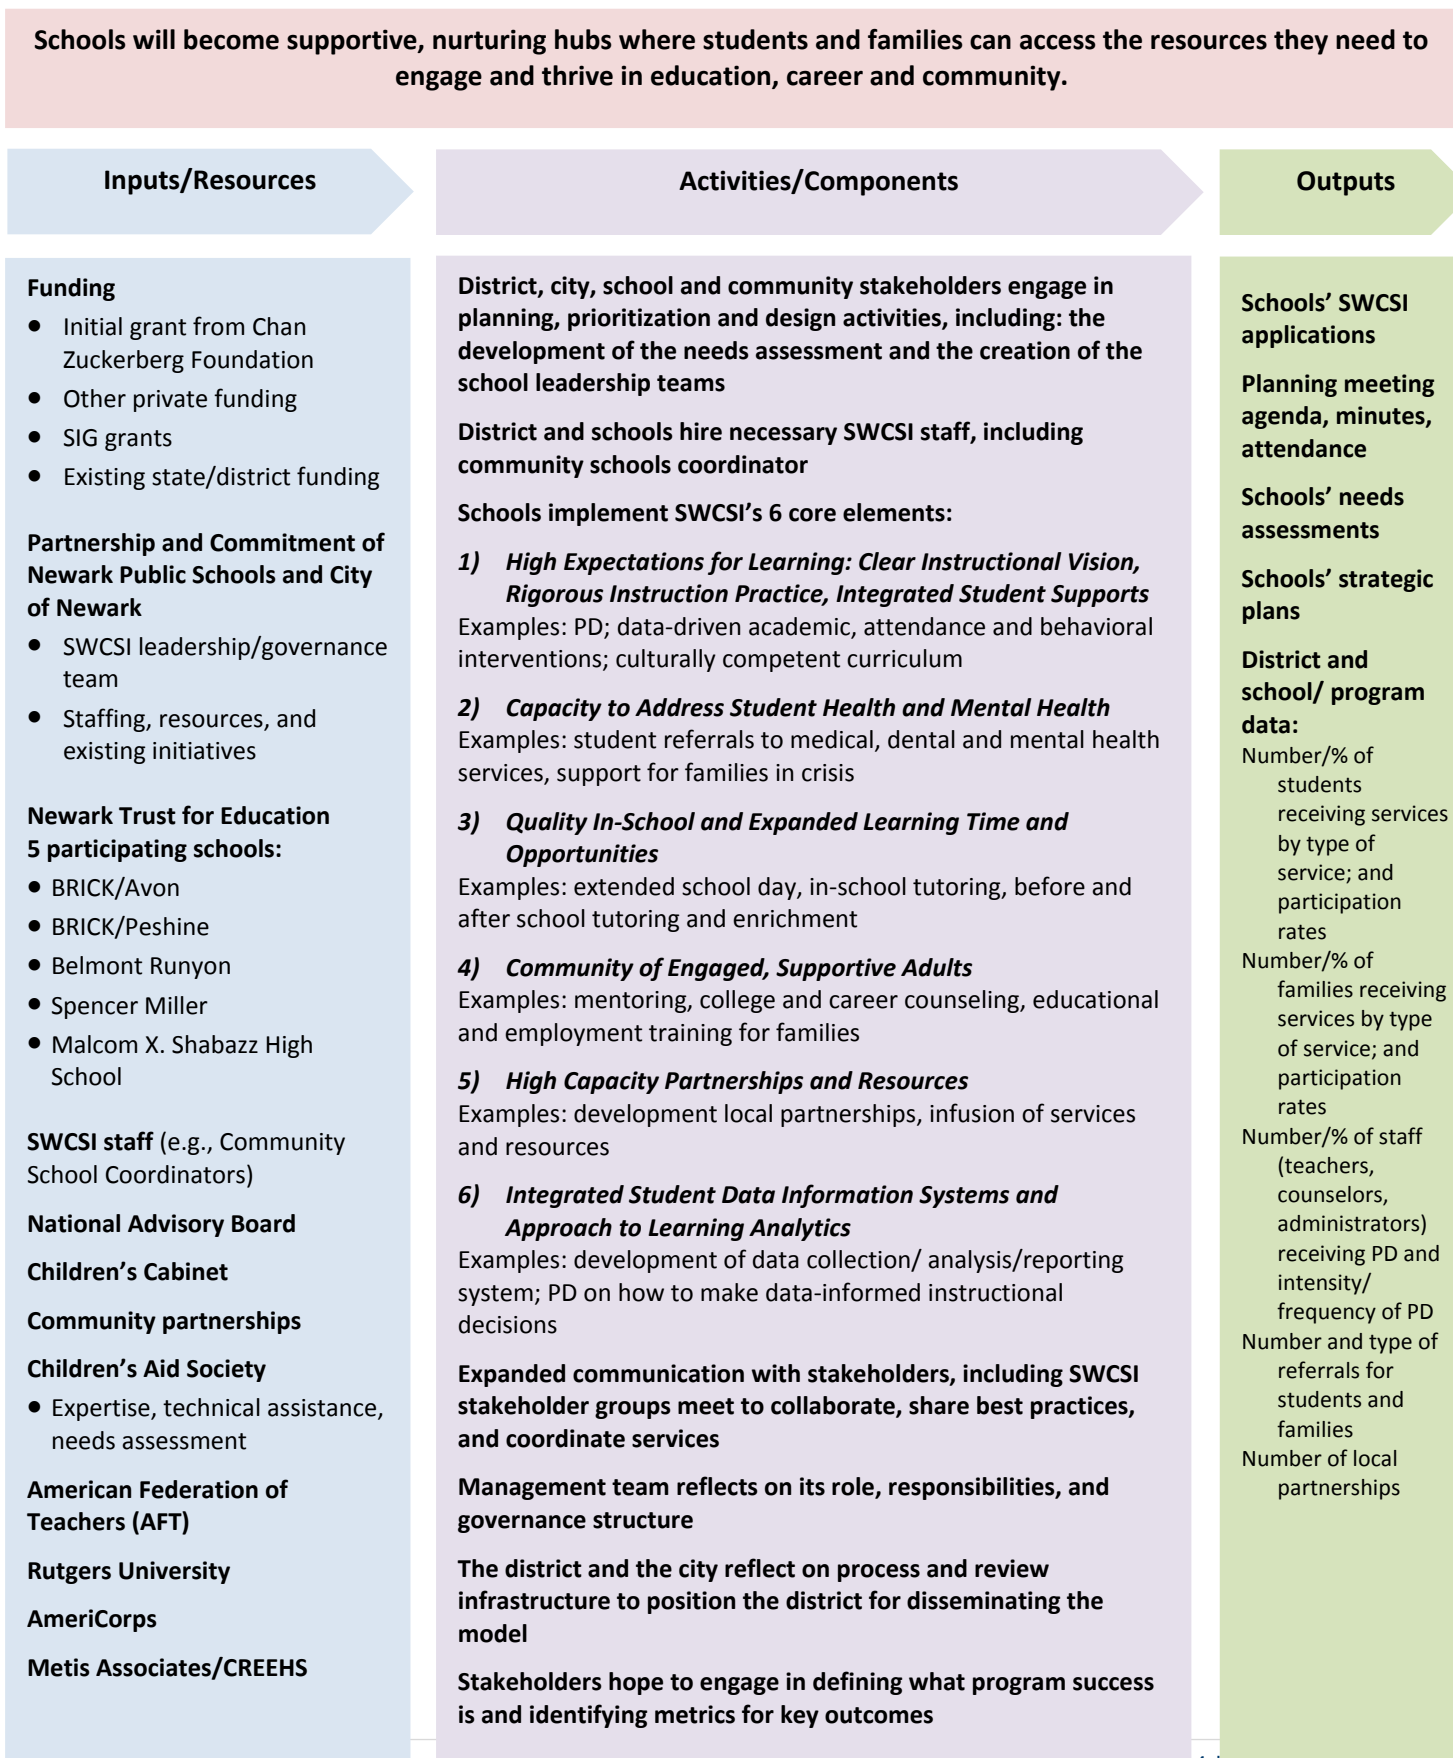 Schools will become supportive, nurturing hubs where students and families can access the resources they need to
engage and thrive in education, career and community.
Inputs/Resources
Funding
• Initial grant from Chan
Zuckerberg Foundation
• Other private funding
• SIG grants
• Existing state/district funding
Partnership and Commitment of
Newark Public Schools and City
of Newark
• SWCSI leadership/governance
team
• Staffing, resources, and
existing initiatives
Newark Trust for Education
5 participating schools:
• BRICK/Avon
• BRICK/Peshine
• Belmont Runyon
• Spencer Miller
• Malcom X. Shabazz High
School
SWCSI staff (e.g., Community
School Coordinators)
National Advisory Board
Children’s Cabinet
Community partnerships
Children’s Aid Society
• Expertise, technical assistance,
needs assessment
American Federation of
Teachers (AFT)
Rutgers University
AmeriCorps
Metis Associates/CREEHS
Activities/Components
District, city, school and community stakeholders engage in
planning, prioritization and design activities, including: the
development of the needs assessment and the creation of the
school leadership teams
District and schools hire necessary SWCSI staff, including
community schools coordinator
Schools implement SWCSI’s 6 core elements:
1) High Expectations for Learning: Clear Instructional Vision,
Rigorous Instruction Practice, Integrated Student Supports
Examples: PD; data-driven academic, attendance and behavioral
interventions; culturally competent curriculum
2) Capacity to Address Student Health and Mental Health
Examples: student referrals to medical, dental and mental health
services, support for families in crisis
3) Quality In-School and Expanded Learning Time and
Opportunities
Examples: extended school day, in-school tutoring, before and
after school tutoring and enrichment
4) Community of Engaged, Supportive Adults
Examples: mentoring, college and career counseling, educational
and employment training for families
5) High Capacity Partnerships and Resources
Examples: development local partnerships, infusion of services
and resources
6) Integrated Student Data Information Systems and
Approach to Learning Analytics
Examples: development of data collection/ analysis/reporting
system; PD on how to make data-informed instructional
decisions
Expanded communication with stakeholders, including SWCSI
stakeholder groups meet to collaborate, share best practices,
and coordinate services
Management team reflects on its role, responsibilities, and
governance structure
The district and the city reflect on process and review
infrastructure to position the district for disseminating the
model
Stakeholders hope to engage in defining what program success
is and identifying metrics for key outcomes
Outputs
Schools’ SWCSI
applications
Planning meeting
agenda, minutes,
attendance
Schools’ needs
assessments
Schools’ strategic
plans
District and
school/ program
data:
Number/% of
students
receiving services
by type of
service; and
participation
rates
Number/% of
families receiving
services by type
of service; and
participation
rates
Number/% of staff
(teachers,
counselors,
administrators)
receiving PD and
intensity/
frequency of PD
Number and type of
referrals for
students and
families
Number of local
partnerships